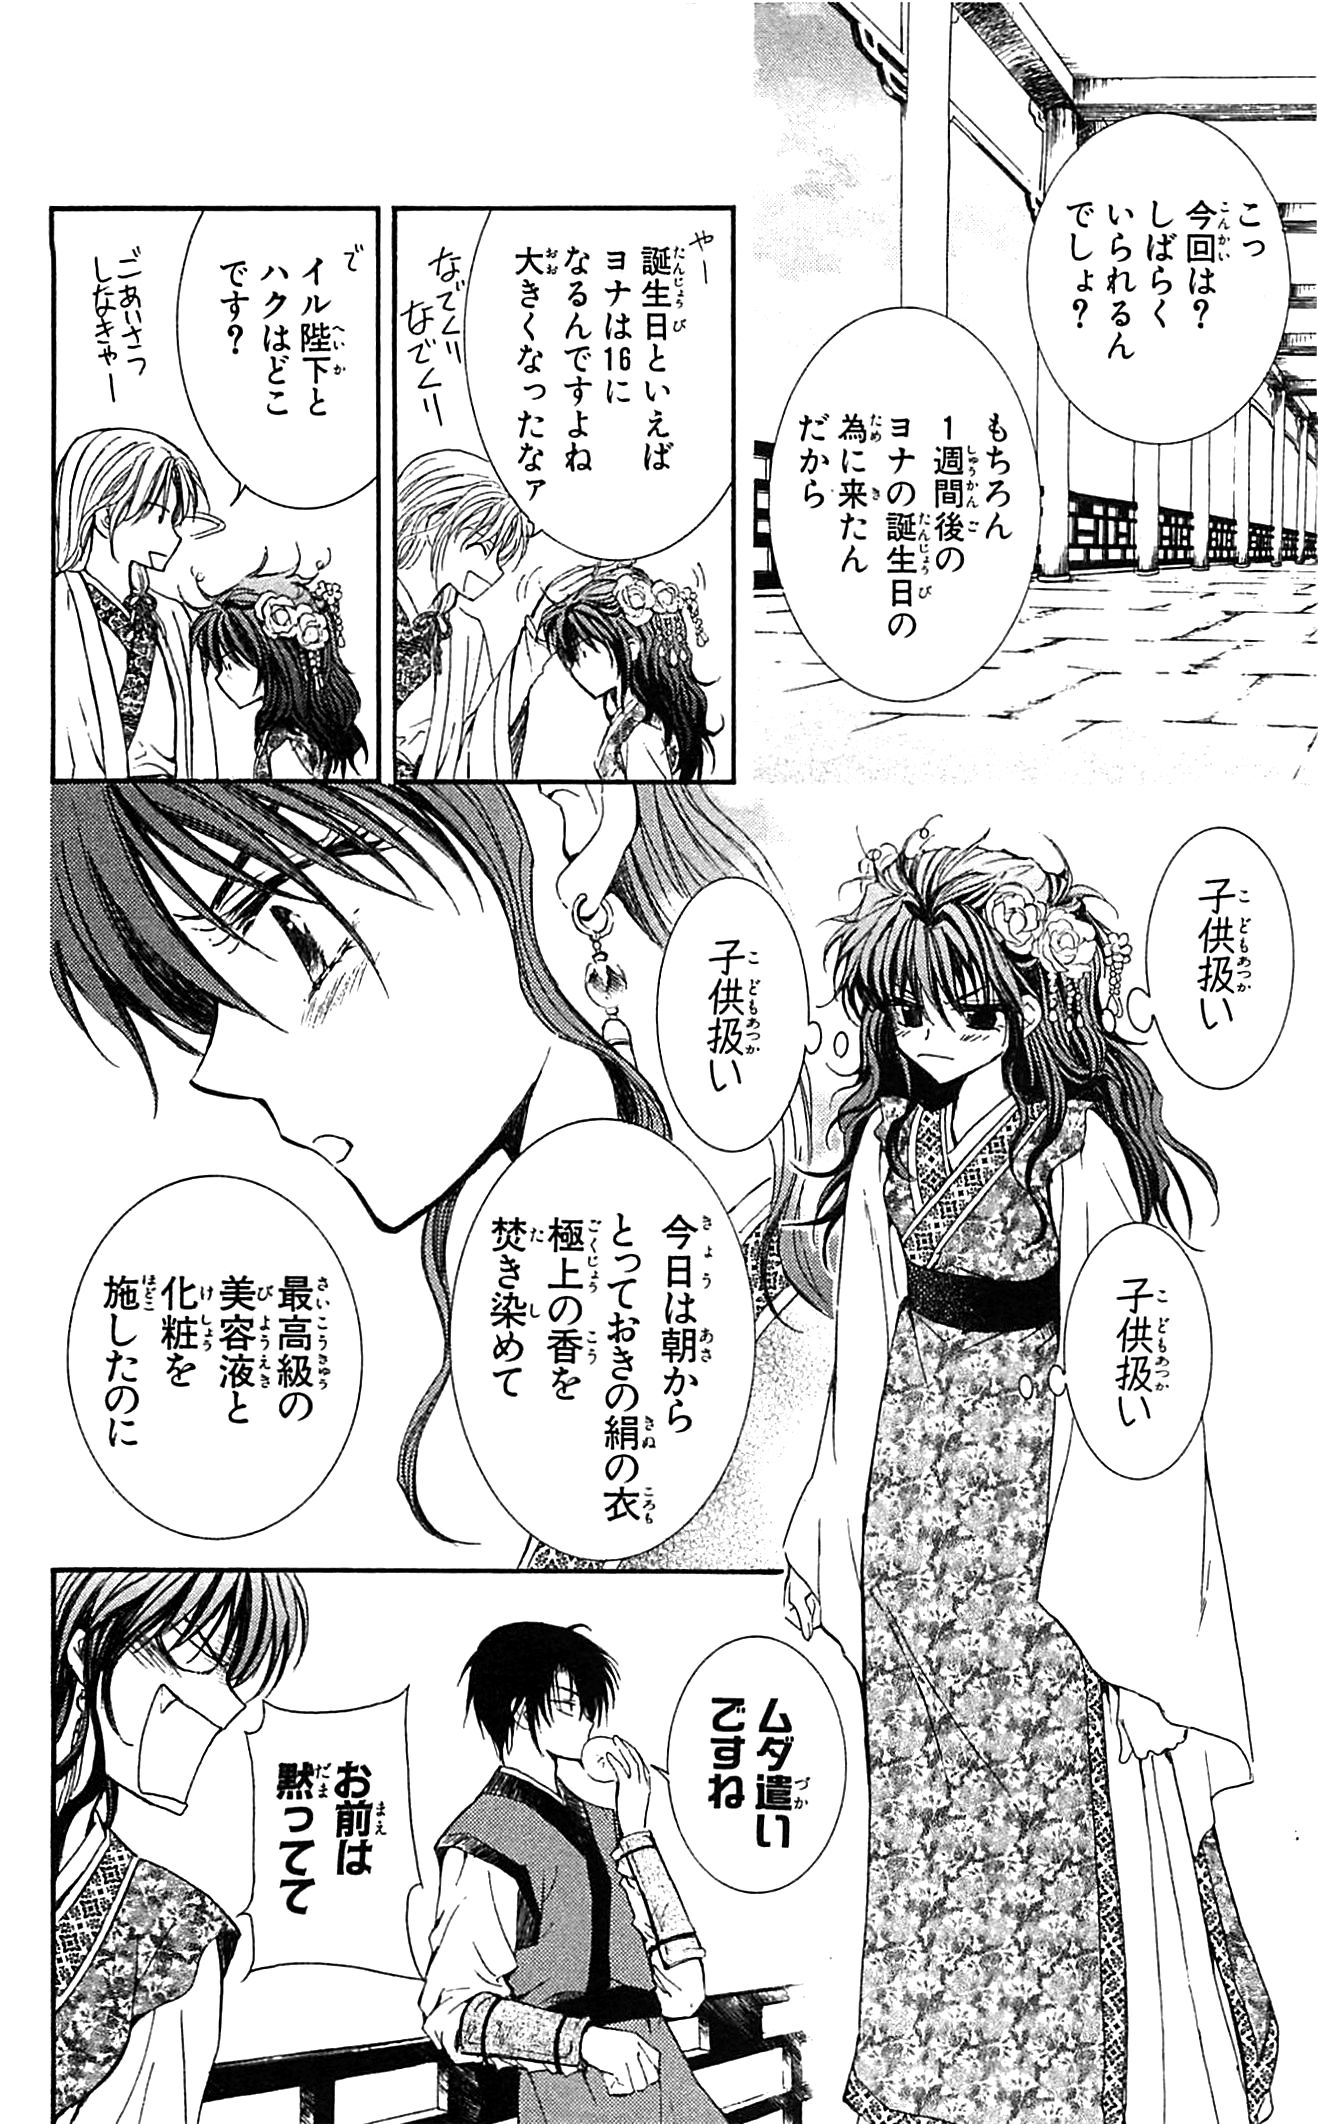 こっ
今回は?
しばらく
いられるん
でしょ?
もちろん
1週間後の
ヨナの誕生日の
為に来たん
だから
やー
誕生日といえば
ヨナは16に
なるんですよね
大きくなったなァ
なでくり
なでくり
で
イル陛下と
ハクはどこ
です?
ごあいさつ
しなきゃー
子供扱い
子供扱い
子供扱い
今日は朝から
とっておきの絹の衣
極上の香を
焚き染めて
最高級の
美容液と
化粧を
施したのに
ムダ遣い
ですね
お前は
黙ってて